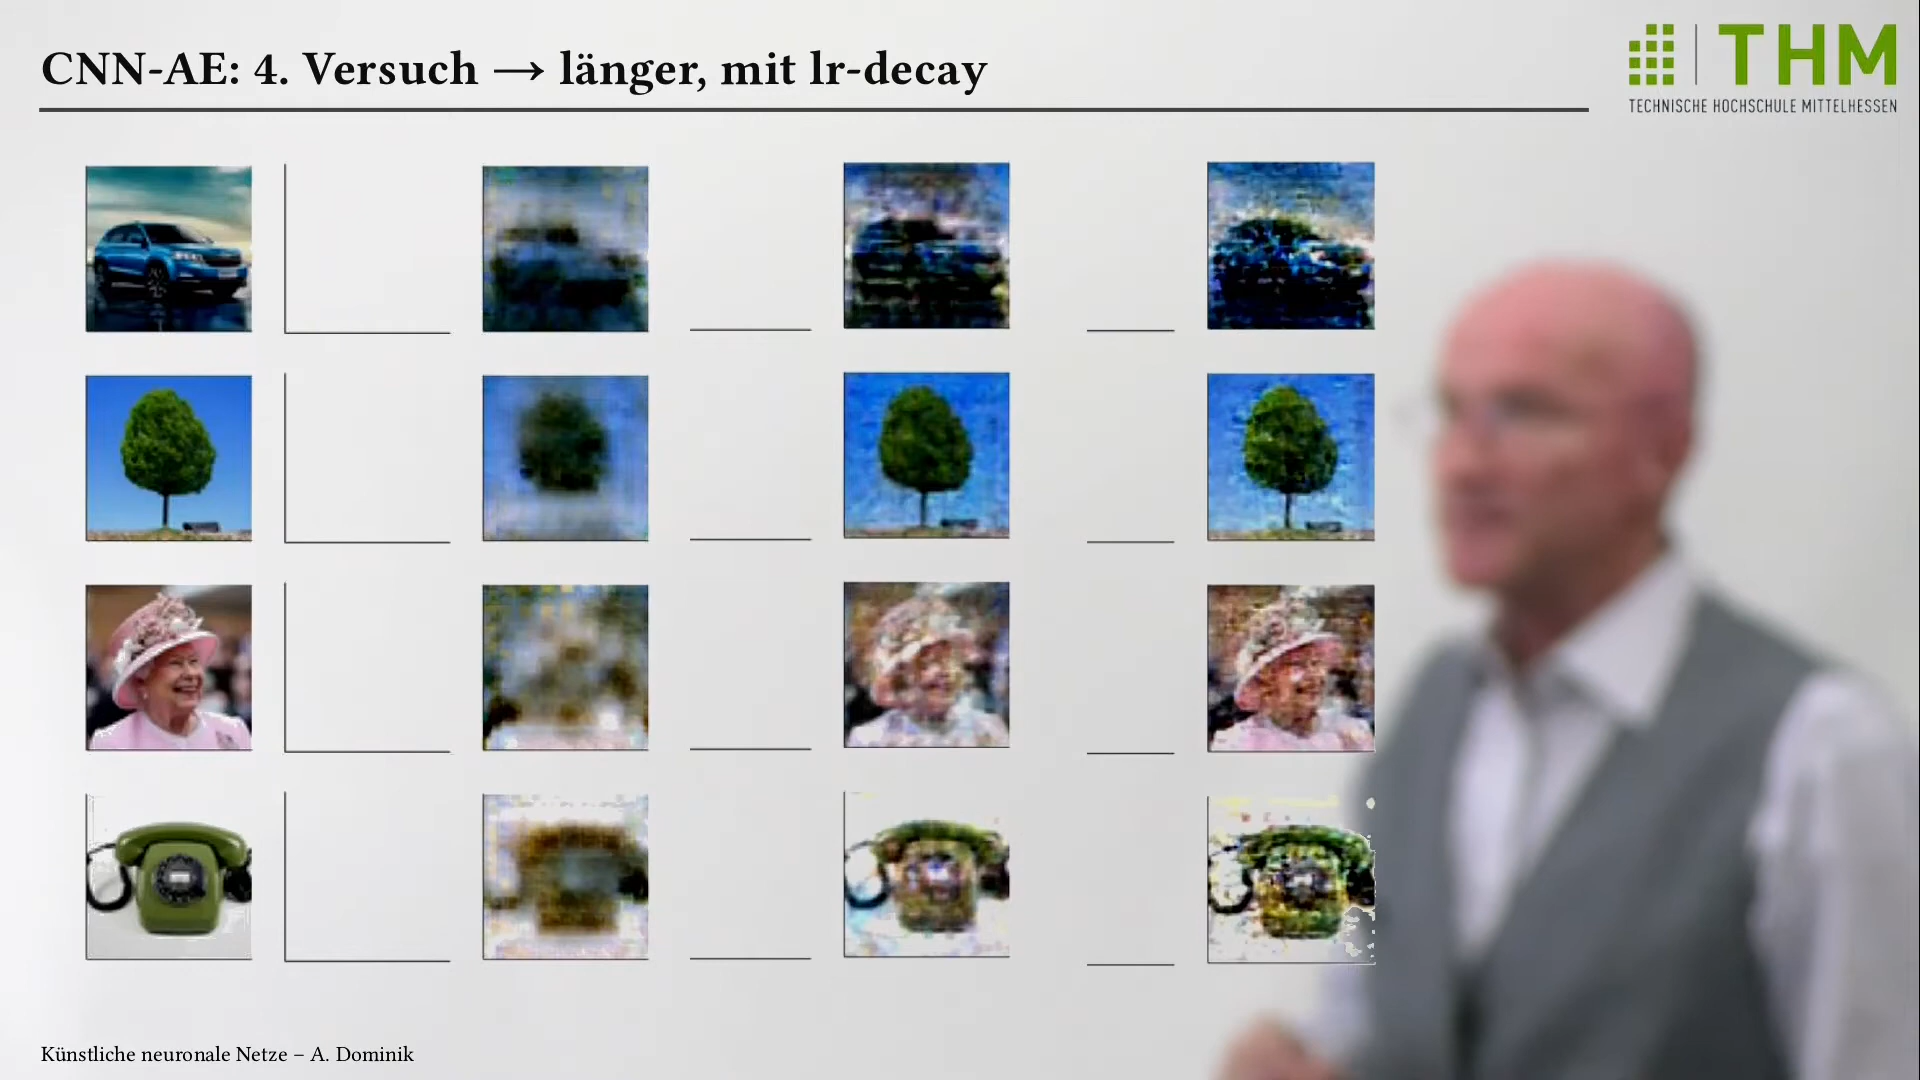 CNN-AE: 4. Versuch → länger, mit lr-decay
THM
TECHNISCHE HOCHSCHULE MITTELHESSEN
Künstliche neuronale Netze – A. Dominik